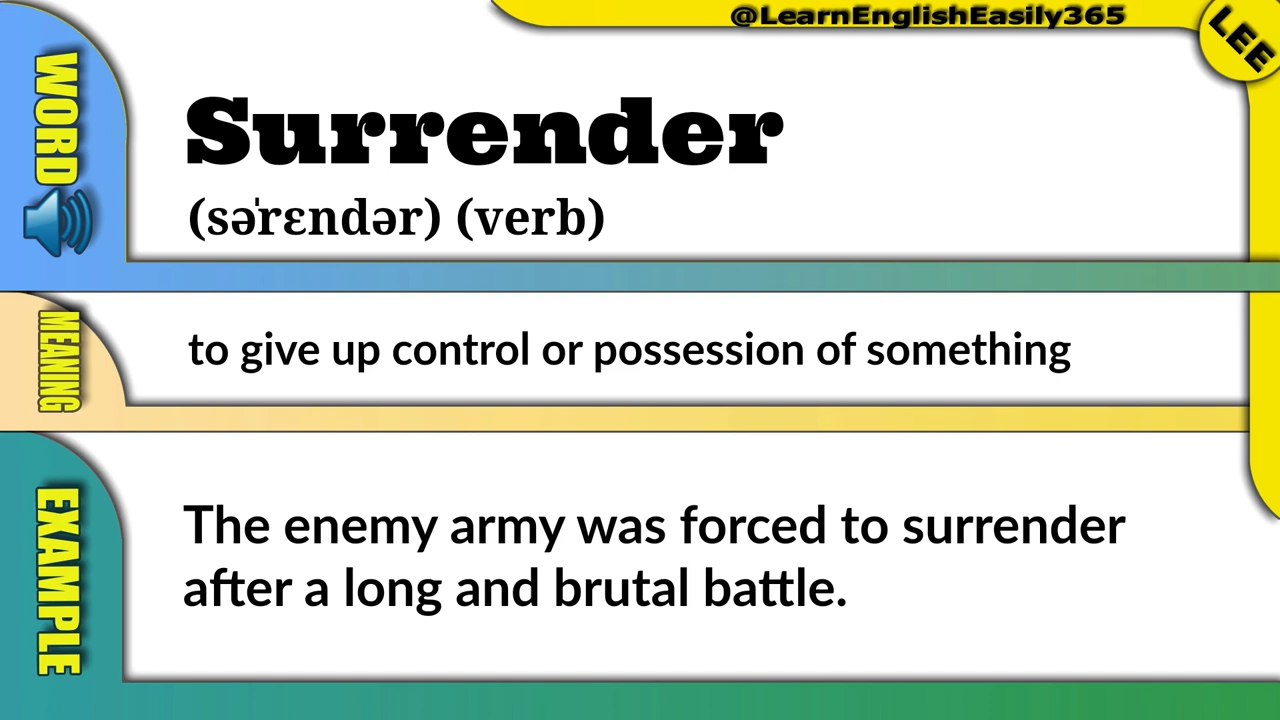 @LearnEnglishEasily365
LEE
WORD
Surrender
(səˈrɛndər) (verb)
MEANING
to give up control or possession of something
EXAMPLE
The enemy army was forced to surrender
after a long and brutal battle.